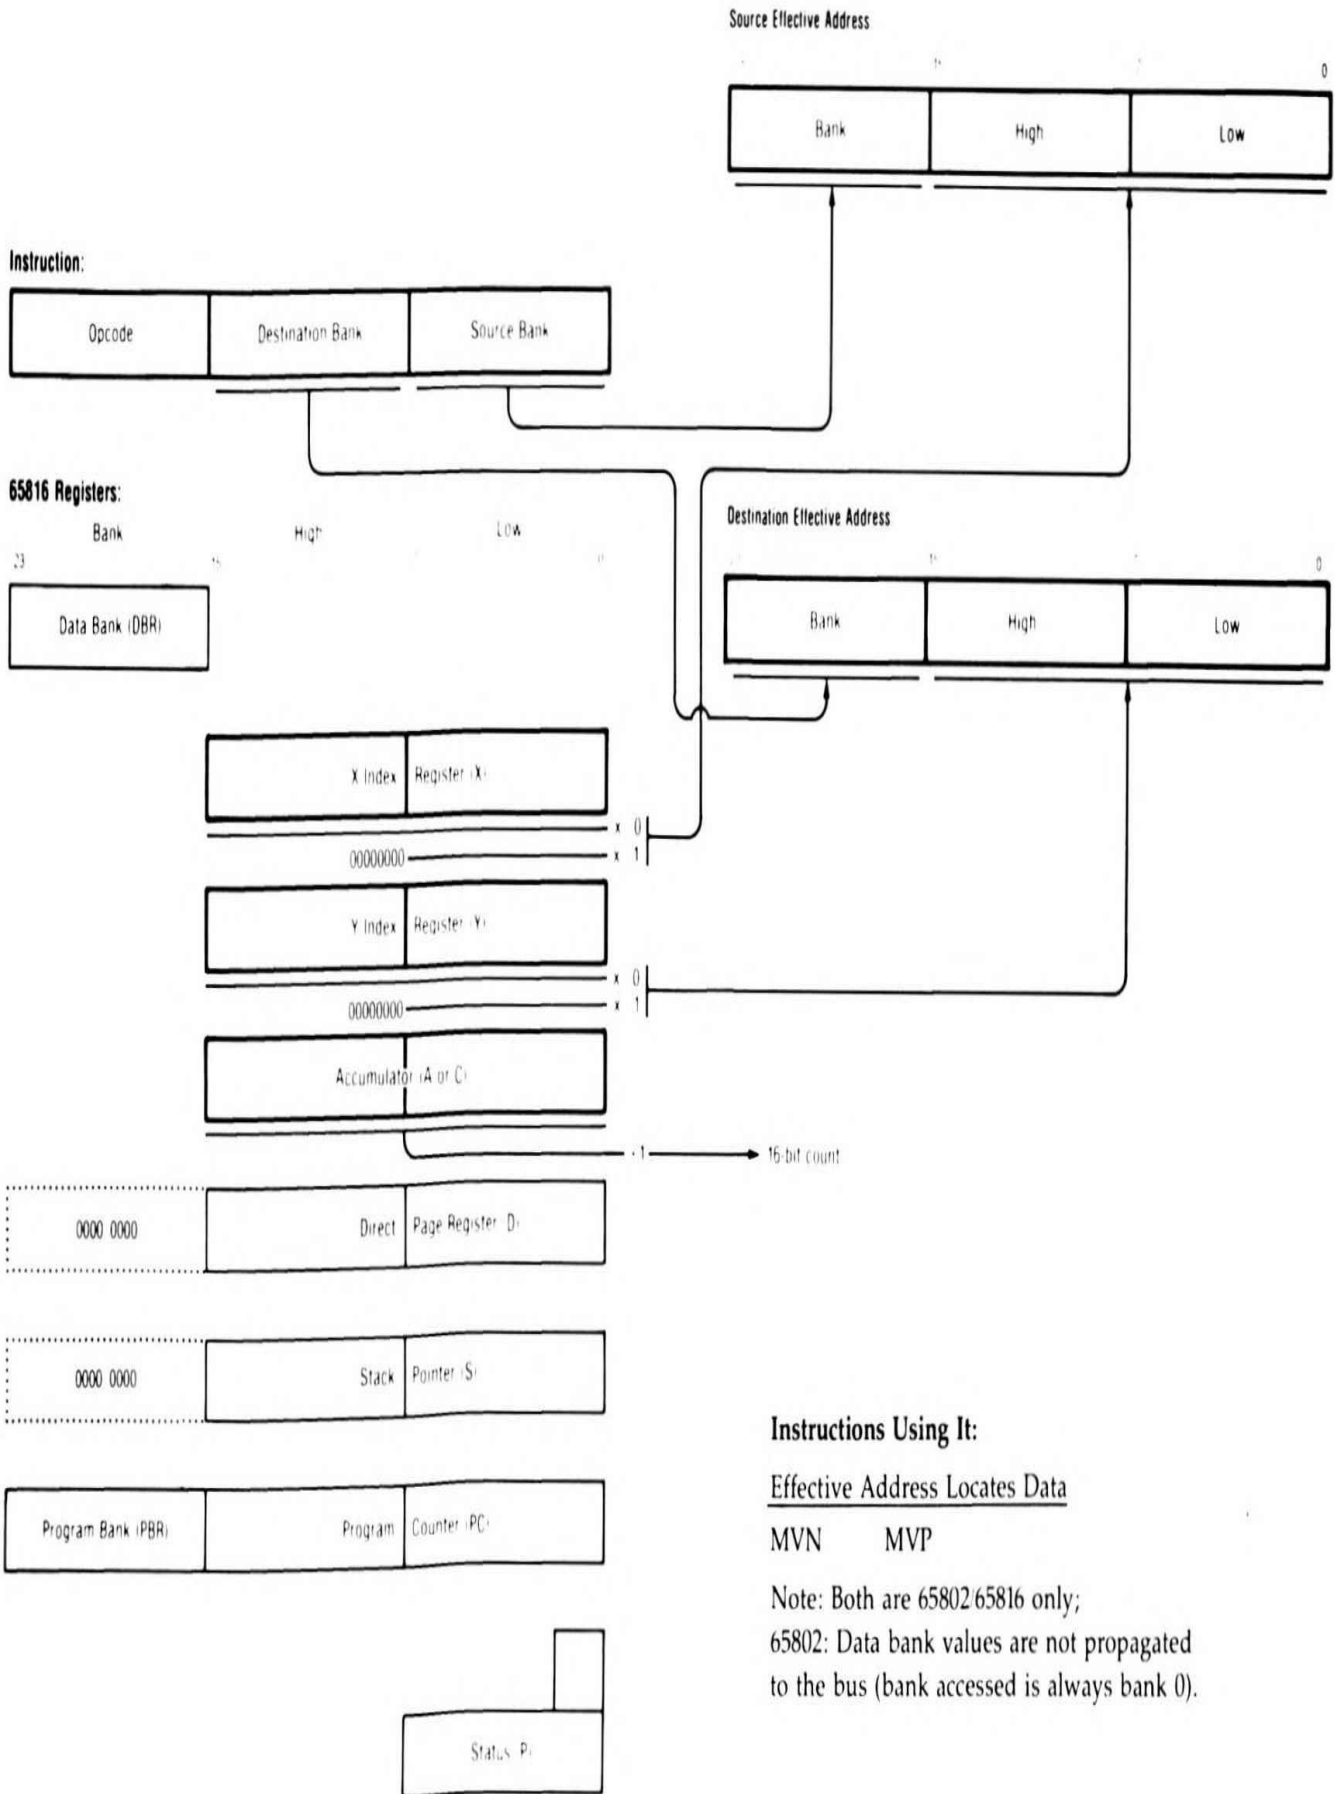 Source Effective Address
0
Bank High Low
Instruction:
Opcode Destination Bank Source Bank
65816 Registers:
Bank High Low
23
Data Bank (DBR)
Destination Effective Address
0
Bank High Low
X Index Register (X)
x 0
00000000 x 1
Y Index Register (Y)
x 0
00000000 x 1
Accumulator (A or C)
1 16-bit count
0000 0000 Direct Page Register D)
0000 0000 Stack Pointer (S)
Program Bank (PBR) Program Counter (PC)
Status P)
Instructions Using It:
Effective Address Locates Data
MVN MVP
Note: Both are 65802/65816 only;
65802: Data bank values are not propagated
to the bus (bank accessed is always bank 0).